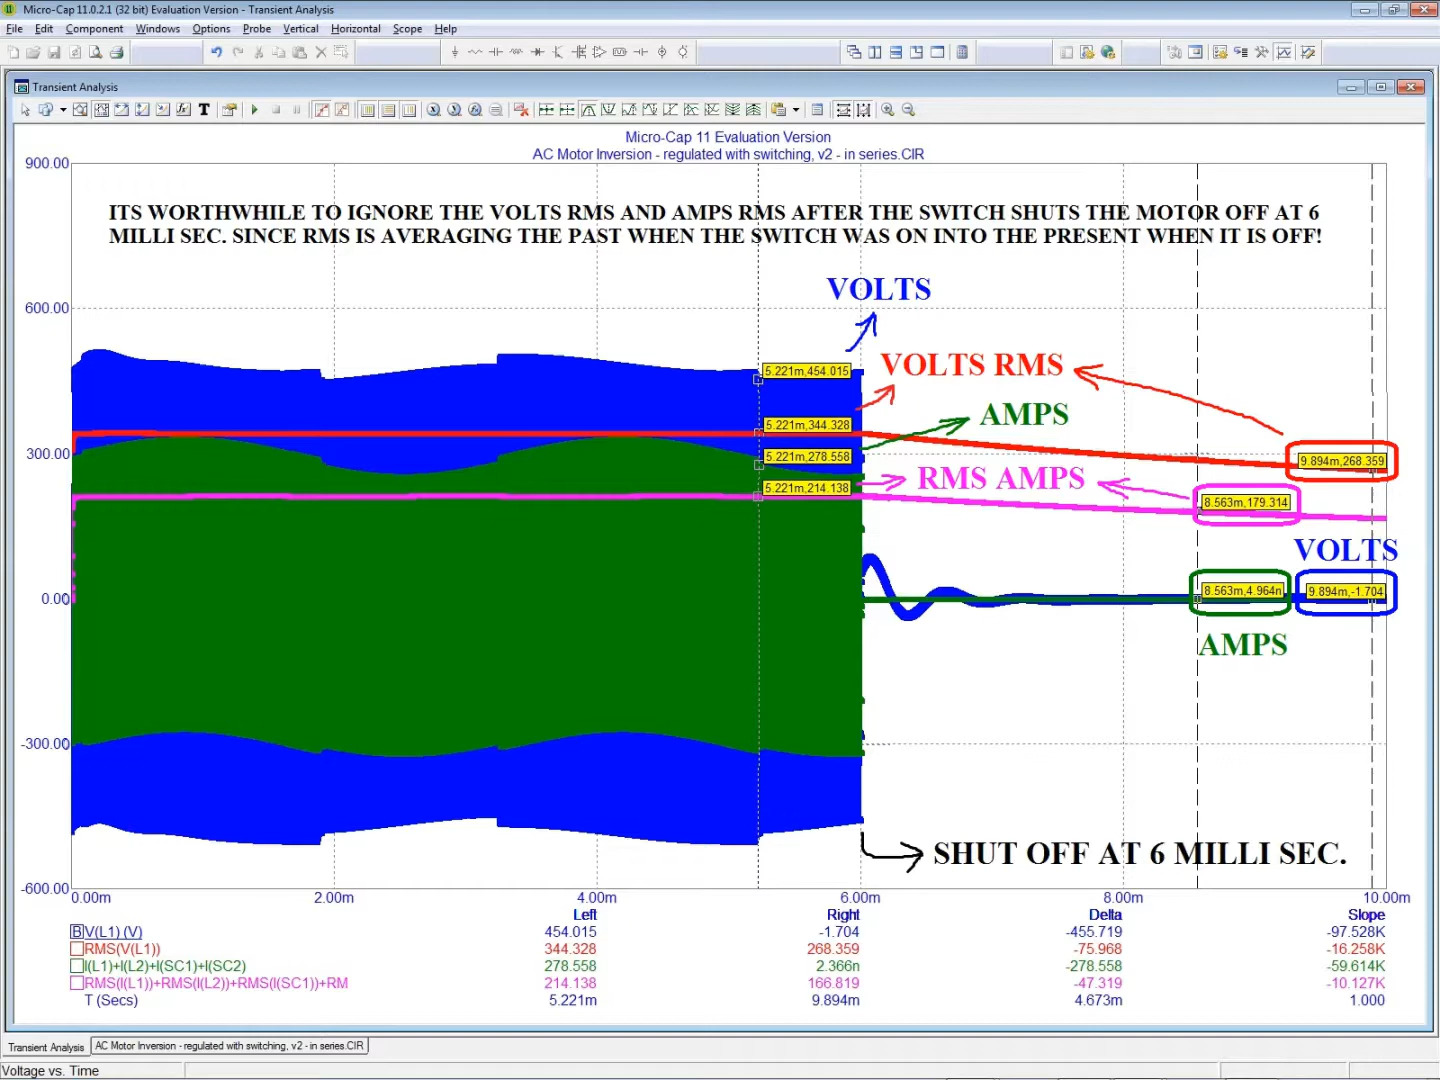 Micro-Cap 11.0.2.1 (32 bit) Evaluation Version - Transient Analysis
File Edit Component Windows Options Probe Vertical Horizontal Scope Help
Transient Analysis
Micro-Cap 11 Evaluation Version
AC Motor Inversion - regulated with switching, v2 - in series.CIR
900.00
ITS WORTHWHILE TO IGNORE THE VOLTS RMS AND AMPS RMS AFTER THE SWITCH SHUTS THE MOTOR OFF AT 6
MILLI SEC. SINCE RMS IS AVERAGING THE PAST WHEN THE SWITCH WAS ON INTO THE PRESENT WHEN IT IS OFF!
VOLTS
600.00
5.221m,454.015
VOLTS RMS
AMPS
5.221m,344.328
300.00
5.221m,278.558
9.894m,268.359
5.221m,214.138
RMS AMPS
8.563m,179.314
VOLTS
0.00
8.563m,4.964n
9.894m,-1.704
AMPS
-300.00
SHUT OFF AT 6 MILLI SEC.
-600.00
0.00m 2.00m 4.00m 6.00m 8.00m 10.00m
Left Right Delta Slope
B V(L1) (V) 454.015 -1.704 -455.719 -97.528K
RMS(V(L1)) 344.328 268.359 -75.968 -16.258K
I(L1)+I(L2)+I(SC1)+I(SC2) 278.558 2.366n -278.558 -59.614K
RMS(I(L1))+RMS(I(L2))+RMS(I(SC1))+RM 214.138 166.819 -47.319 -10.127K
T (Secs) 5.221m 9.894m 4.673m 1.000
Transient Analysis AC Motor Inversion - regulated with switching, v2 - in series.CIR
Voltage vs. Time